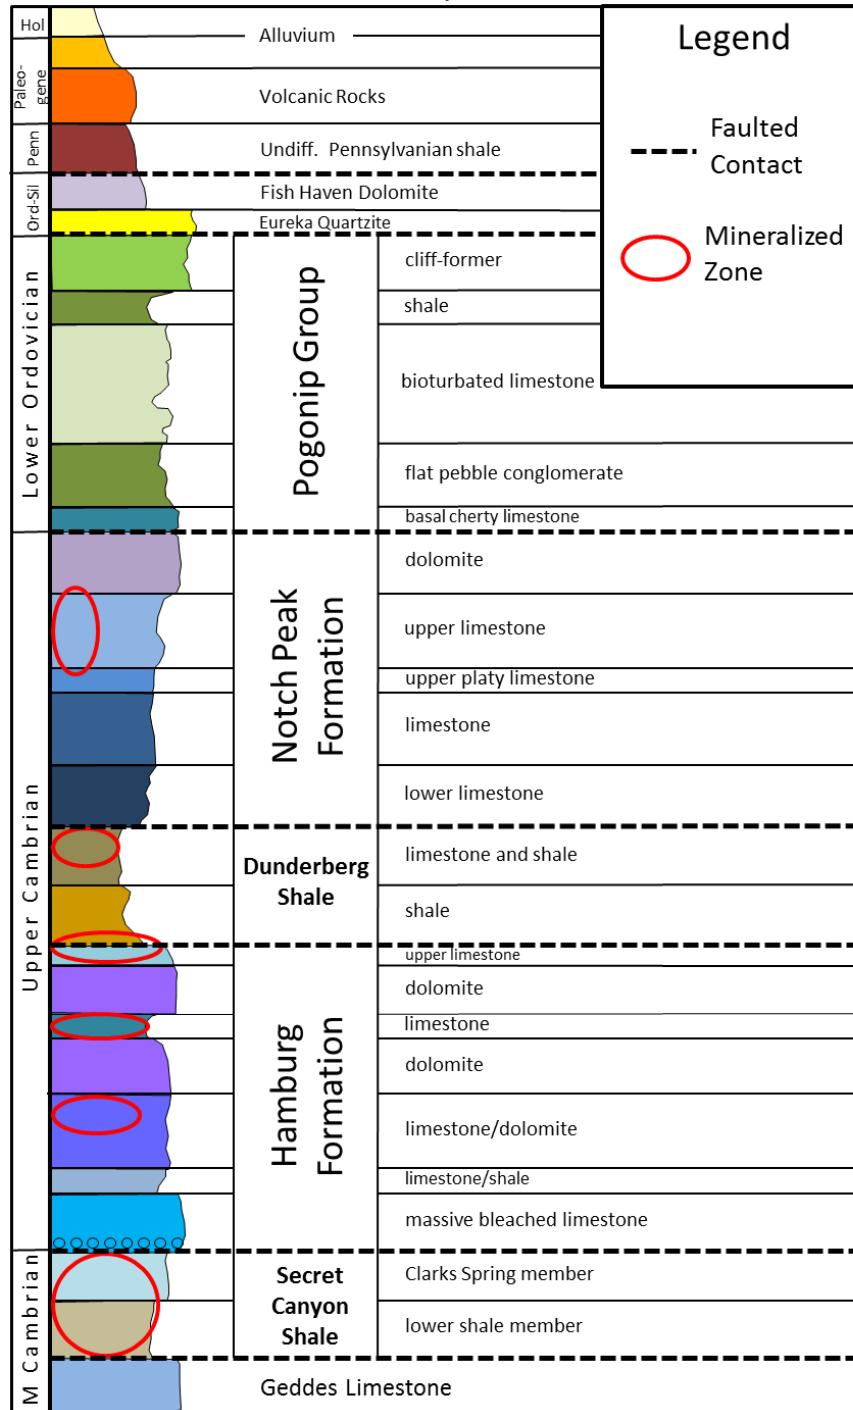 Hol
Alluvium
Paleo-
gene
Volcanic Rocks
Penn
Undiff. Pennsylvanian shale
Ord-Sil
Fish Haven Dolomite
Eureka Quartzite
Legend
Faulted
Contact
Mineralized
Zone
Lower Ordovician
Pogonip Group
cliff-former
shale
bioturbated limestone
flat pebble conglomerate
basal cherty limestone
Upper Cambrian
Notch Peak
Formation
dolomite
upper limestone
upper platy limestone
limestone
lower limestone
Dunderberg
Shale
limestone and shale
shale
Hamburg
Formation
upper limestone
dolomite
limestone
dolomite
limestone/dolomite
limestone/shale
massive bleached limestone
M Cambrian
Secret
Canyon
Shale
Clarks Spring member
lower shale member
Geddes Limestone